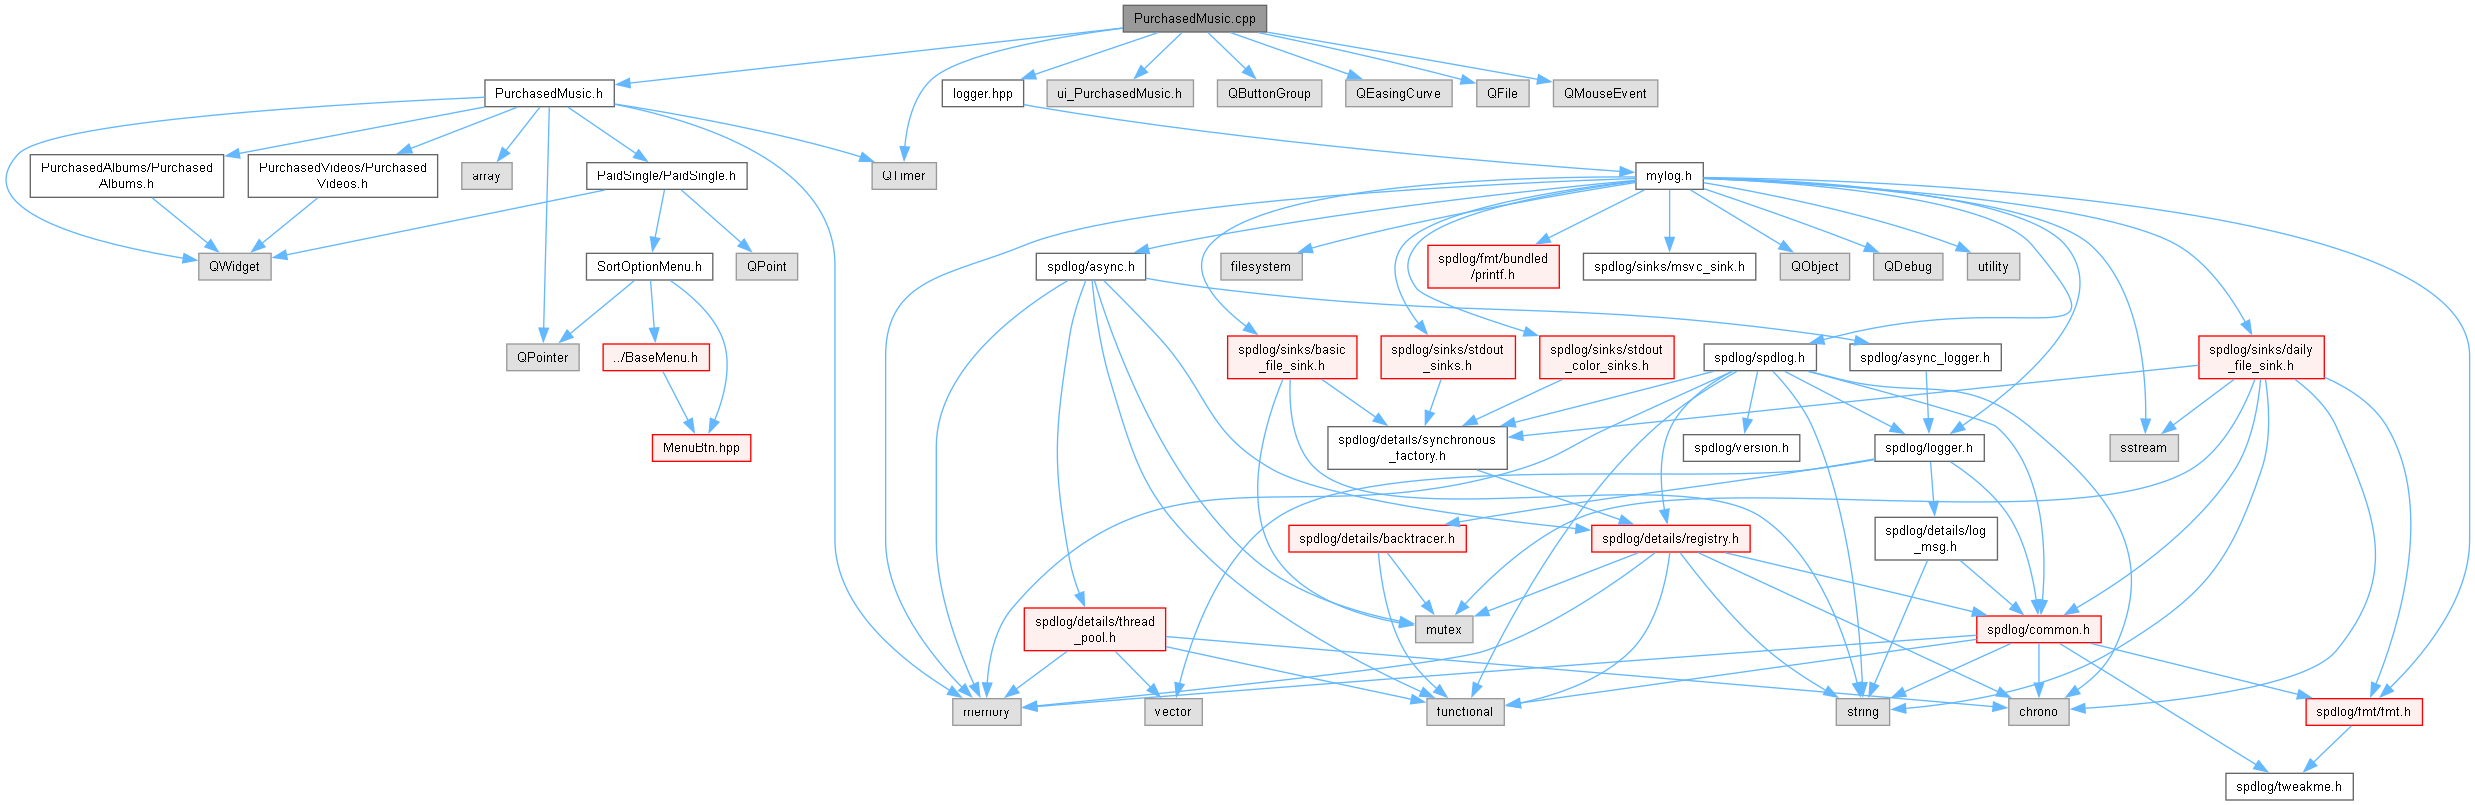 PurchasedMusic.cpp
PurchasedMusic.h
logger.hpp
ui_PurchasedMusic.h
QButtonGroup
QEasingCurve
QFile
QMouseEvent
PurchasedAlbums/Purchased
Albums.h
PurchasedVideos/Purchased
Videos.h
array
PaidSingle/PaidSingle.h
QTimer
mylog.h
QWidget
SortOptionMenu.h
QPoint
spdlog/async.h
filesystem
spdlog/fmt/bundled
/printf.h
spdlog/sinks/msvc_sink.h
QObject
QDebug
utility
QPointer
../BaseMenu.h
spdlog/sinks/basic
_file_sink.h
spdlog/sinks/stdout
_sinks.h
spdlog/sinks/stdout
_color_sinks.h
spdlog/spdlog.h
spdlog/async_logger.h
spdlog/sinks/daily
_file_sink.h
MenuBtn.hpp
spdlog/details/synchronous
_factory.h
spdlog/version.h
spdlog/logger.h
sstream
spdlog/details/backtracer.h
spdlog/details/registry.h
spdlog/details/log
_msg.h
spdlog/details/thread
_pool.h
mutex
spdlog/common.h
memory
vector
functional
string
chrono
spdlog/fmt/fmt.h
spdlog/tweakme.h